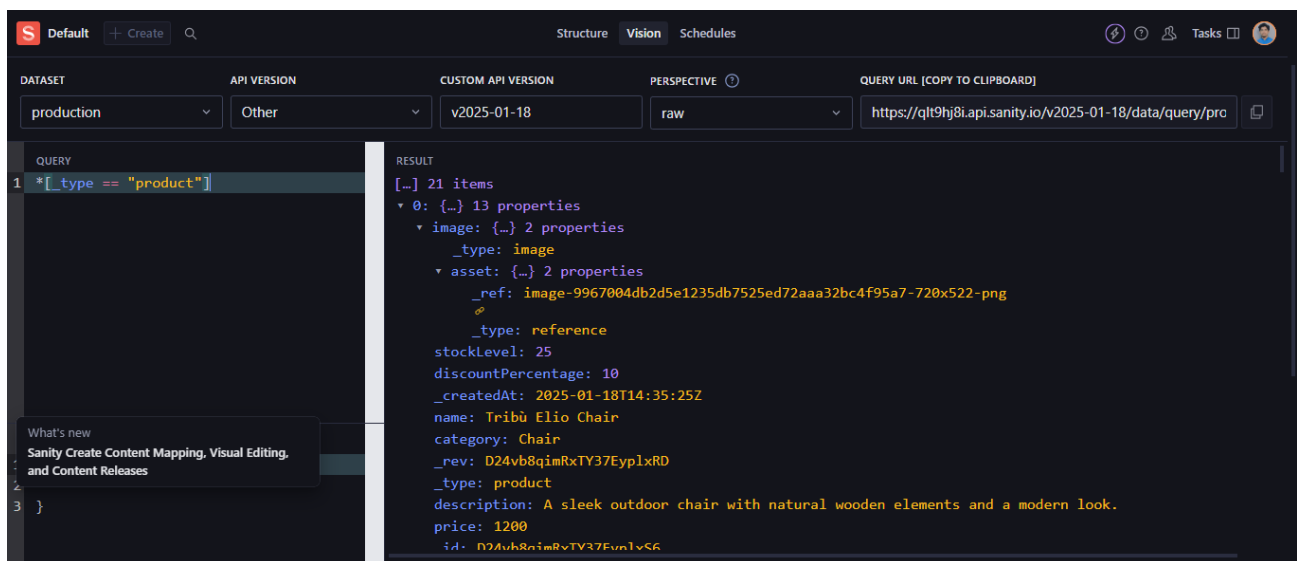 S Default + Create Structure Vision Schedules Tasks
DATASET API VERSION CUSTOM API VERSION PERSPECTIVE QUERY URL [COPY TO CLIPBOARD]
production Other v2025-01-18 raw https://qlt9hj8i.api.sanity.io/v2025-01-18/data/query/pro
QUERY
1 *[_type == "product"]
What's new
Sanity Create Content Mapping, Visual Editing,
and Content Releases
2
3 }
RESULT
[…] 21 items
0: {…} 13 properties
image: {…} 2 properties
_type: image
asset: {…} 2 properties
_ref: image-9967004db2d5e1235db7525ed72aaa32bc4f95a7-720x522-png
_type: reference
stockLevel: 25
discountPercentage: 10
_createdAt: 2025-01-18T14:35:25Z
name: Tribù Elio Chair
category: Chair
_rev: D24vb8qimRxTY37EyplxRD
_type: product
description: A sleek outdoor chair with natural wooden elements and a modern look.
price: 1200
_id: D24vb8qimRxTY37EyplxS6